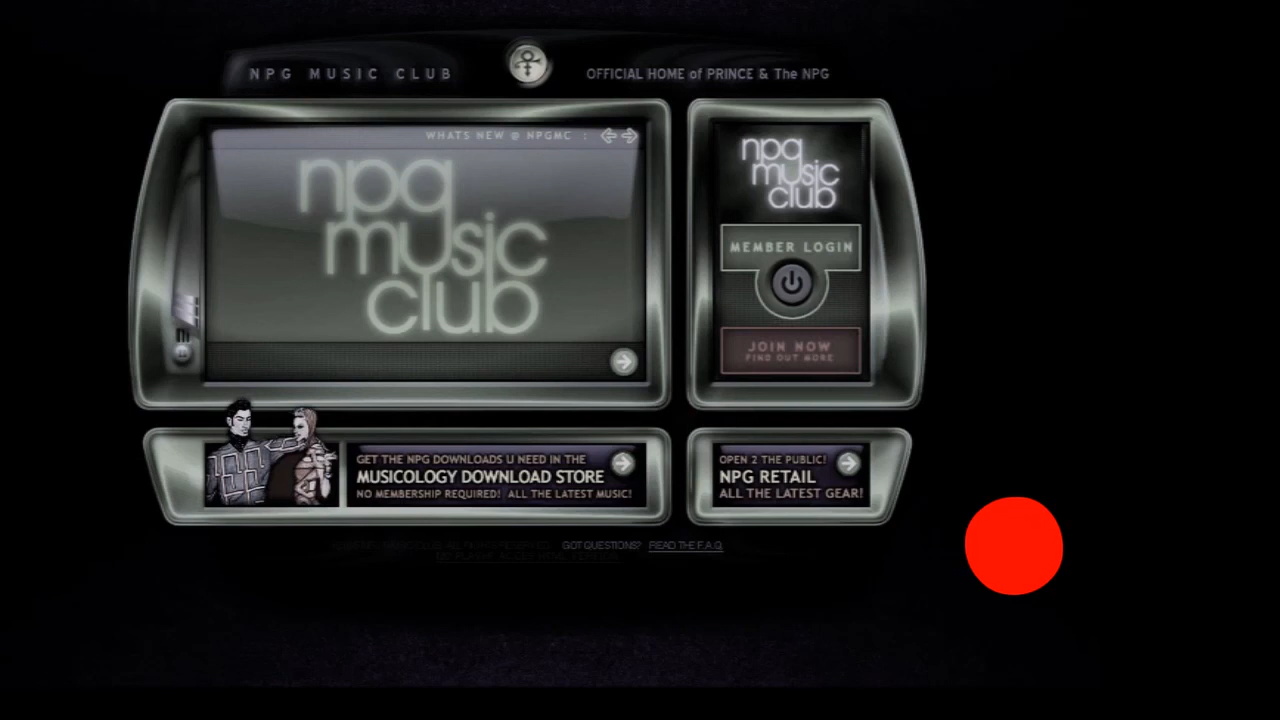 NPG MUSIC CLUB
OFFICIAL HOME of PRINCE & The NPG
WHATS NEW @ NPGMC :
npg
music
club
npg
music
club
MEMBER LOGIN
JOIN NOW
FIND OUT MORE
GET THE NPG DOWNLOADS U NEED IN THE
MUSICOLOGY DOWNLOAD STORE
NO MEMBERSHIP REQUIRED! ALL THE LATEST MUSIC!
OPEN 2 THE PUBLIC!
NPG RETAIL
ALL THE LATEST GEAR!
GOT QUESTIONS? READ THE F.A.Q.